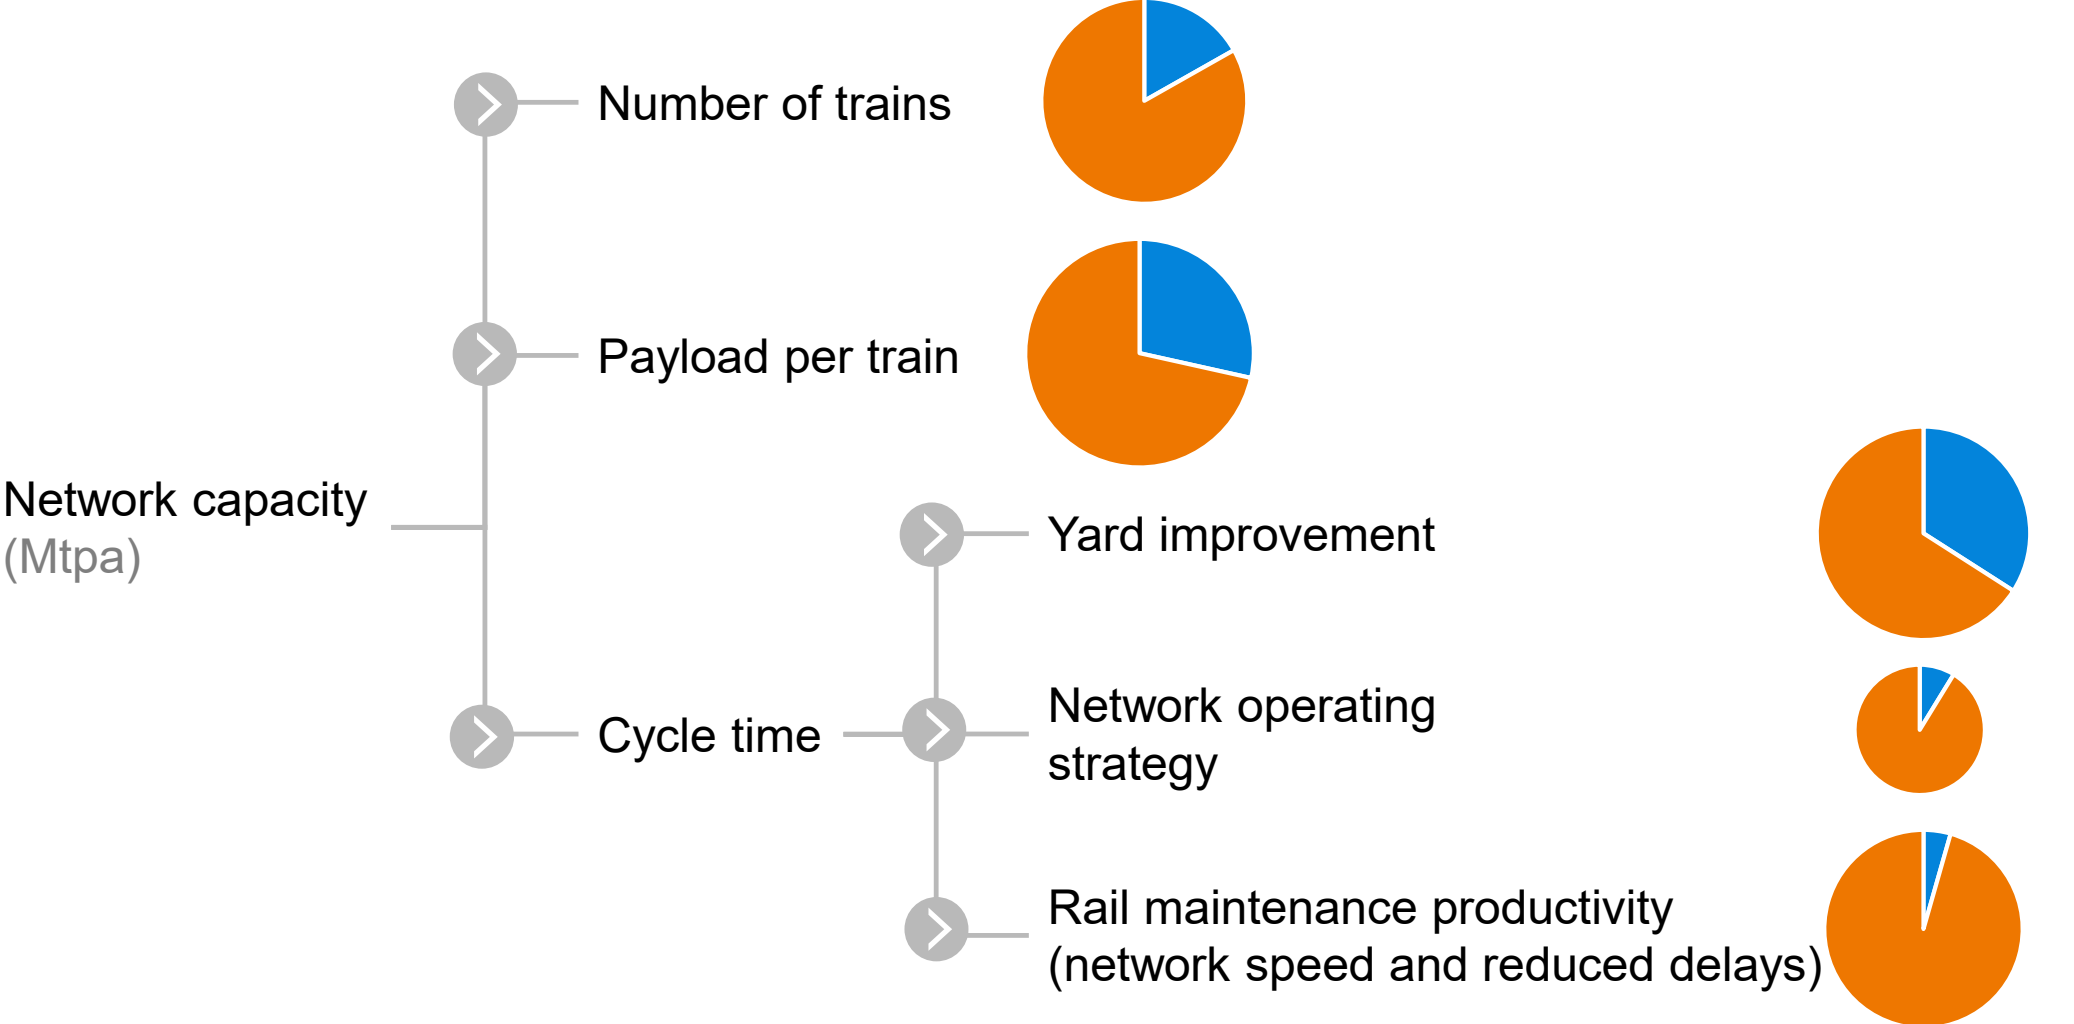 Number of trains
Payload per train
Network capacity
(Mtpa)
Yard improvement
Cycle time
Network operating
strategy
Rail maintenance productivity
(network speed and reduced delays)